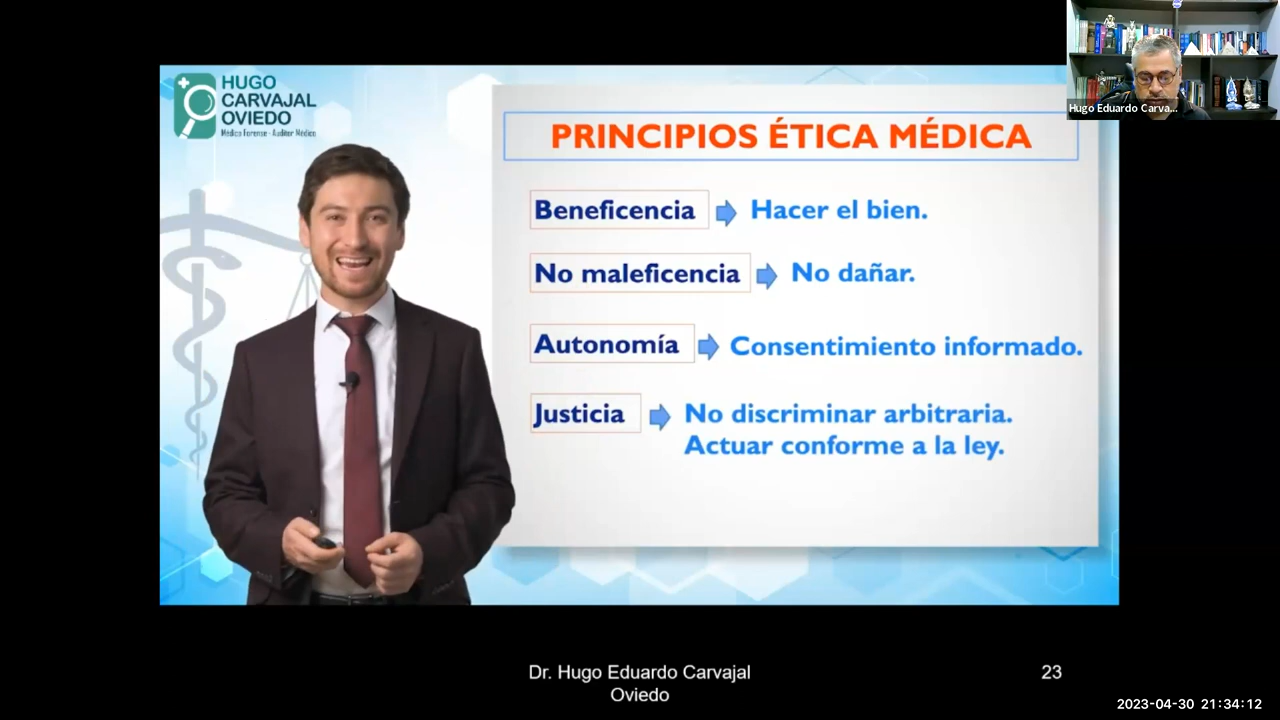 HUGO
CARVAJAL
OVIEDO
Médico Forense - Auditor Médico
Hugo Eduardo Carva...
PRINCIPIOS ÉTICA MÉDICA
Beneficencia Hacer el bien.
No maleficencia No dañar.
Autonomía Consentimiento informado.
Justicia No discriminar arbitraria.
Actuar conforme a la ley.
Dr. Hugo Eduardo Carvajal
Oviedo
23
2023-04-30 21:34:12